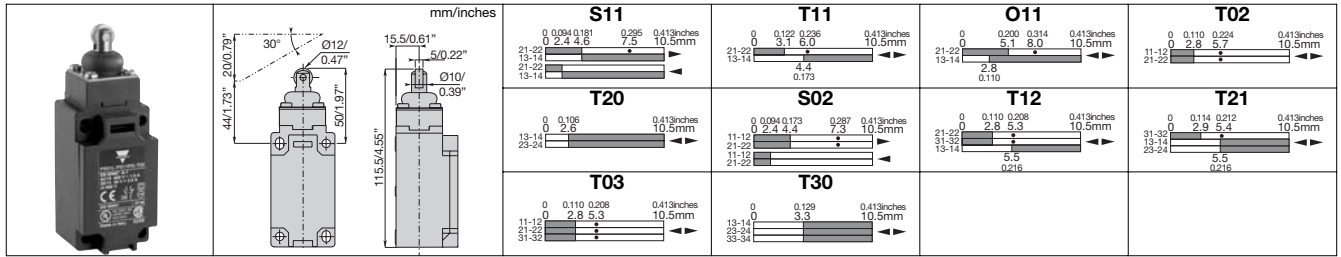 mm/inches
30°
Ø12/
0.47"
20/0.79"
44/1.73"
50/1.97"
15.5/0.61"
5/0.22"
Ø10/
0.39"
115.5/4.55"
S11
0 0.094 0.181 0.295 0.413inches
0 2.4 4.6 7.5 10.5mm
21-22
13-14
21-22
13-14
T11
0 0.122 0.236 0.413inches
0 3.1 6.0 10.5mm
21-22
13-14
4.4
0.173
O11
0 0.200 0.314 0.413inches
0 5.1 8.0 10.5mm
21-22
13-14
2.8
0.110
T02
0 0.110 0.224 0.413inches
0 2.8 5.7 10.5mm
11-12
21-22
T20
0 0.106 0.413inches
0 2.6 10.5mm
13-14
23-24
S02
0 0.094 0.173 0.287 0.413inches
0 2.4 4.4 7.3 10.5mm
11-12
21-22
11-12
21-22
T12
0 0.110 0.208 0.413inches
0 2.8 5.3 10.5mm
21-22
31-32
13-14
5.5
0.216
T21
0 0.114 0.212 0.413inches
0 2.9 5.4 10.5mm
31-32
13-14
23-24
5.5
0.216
T03
0 0.110 0.208 0.413inches
0 2.8 5.3 10.5mm
11-12
21-22
31-32
T30
0 0.129 0.413inches
0 3.3 10.5mm
13-14
23-24
33-34